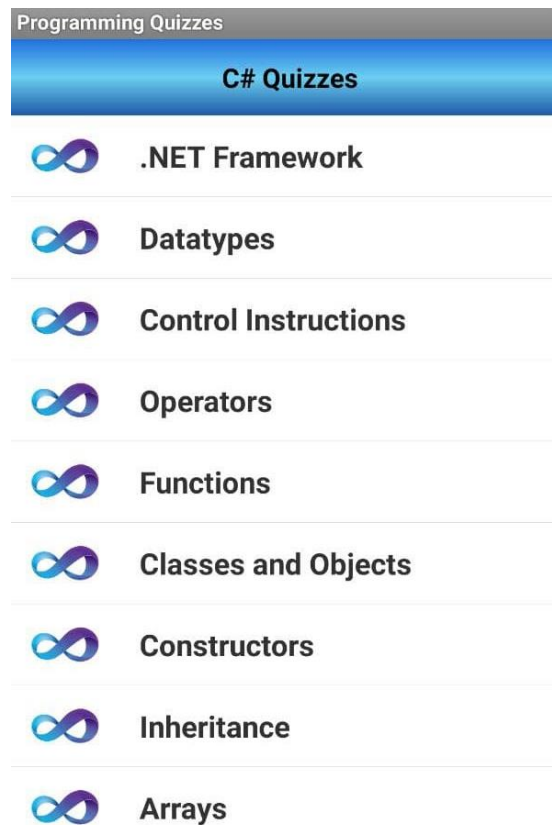 Programming Quizzes
C# Quizzes
.NET Framework
Datatypes
Control Instructions
Operators
Functions
Classes and Objects
Constructors
Inheritance
Arrays